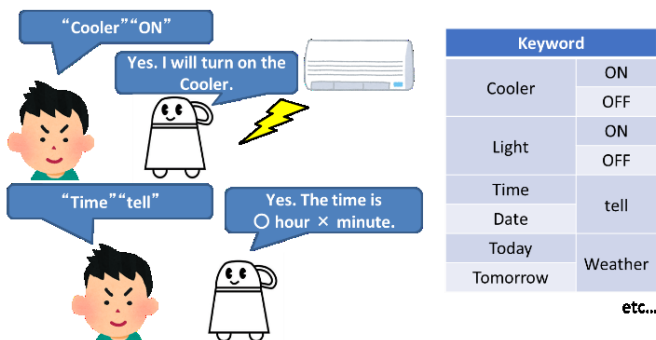 “Cooler”“ON”
Yes. I will turn on the
Cooler.
“Time”“tell”
Yes. The time is
○ hour × minute.
Keyword
Cooler
ON
OFF
Light
ON
OFF
Time
Date
tell
Today
Tomorrow
Weather
etc...